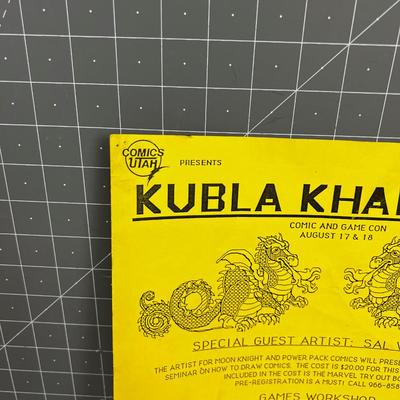 COMICS
UTAH
PRESENTS
KUBLA KHA
COMIC AND GAME CON
AUGUST 17 & 18
SPECIAL GUEST ARTIST: SAL
THE ARTIST FOR MOON KNIGHT AND POWER PACK COMICS WILL PRESE
SEMINAR ON HOW TO DRAW COMICS. THE COST IS $20.00 FOR THIS
INCLUDED IN THE COST IS THE MARVEL TRY OUT BO
PRE-REGISTRATION IS A MUST! CALL 966-858
GAMES WORKSHOP